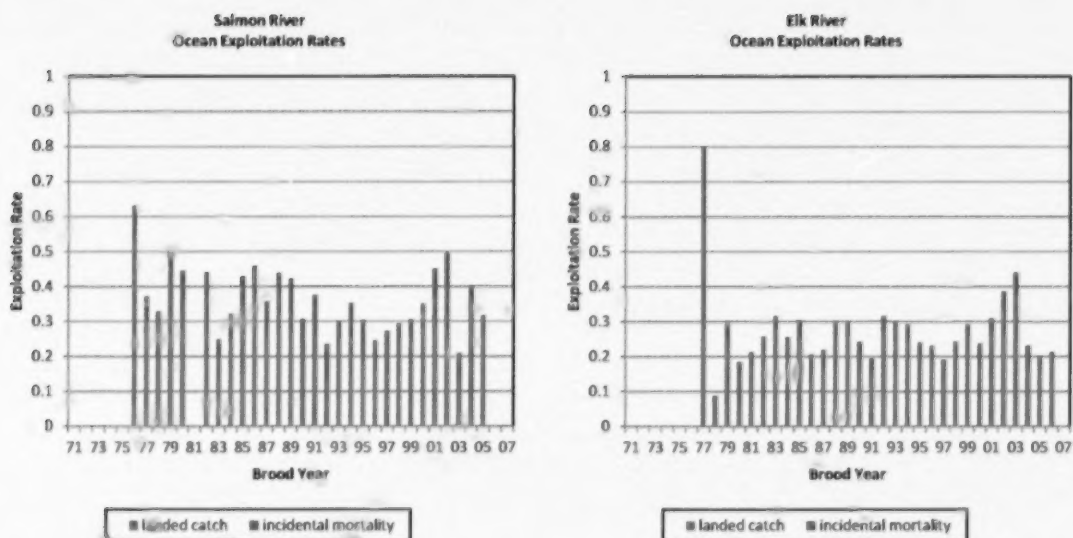 Salmon River
Ocean Exploitation Rates
1
0.9
0.8
0.7
0.6
0.5
0.4
0.3
0.2
0.1
0
Exploitation Rate
71 73 75 77 79 81 83 85 87 89 91 93 95 97 99 01 03 05 07
Brood Year
landed catch incidental mortality
Elk River
Ocean Exploitation Rates
1
0.9
0.8
0.7
0.6
0.5
0.4
0.3
0.2
0.1
0
Exploitation Rate
71 73 75 77 79 81 83 85 87 89 91 93 95 97 99 01 03 05 07
Brood Year
landed catch incidental mortality